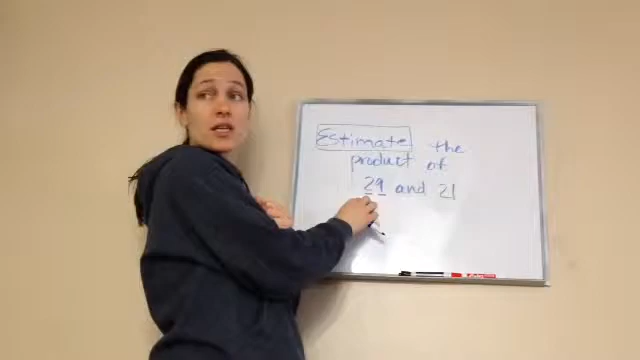 Estimate the
product of
29 and 21